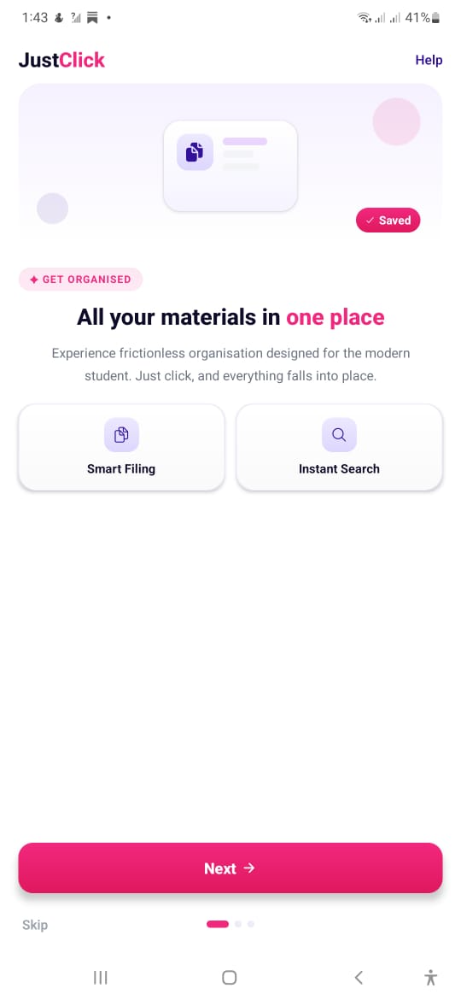 1:43
41%
JustClick
Help
✓ Saved
✦ GET ORGANISED
All your materials in one place
Experience frictionless organisation designed for the modern
student. Just click, and everything falls into place.
Smart Filing
Instant Search
Next →
Skip